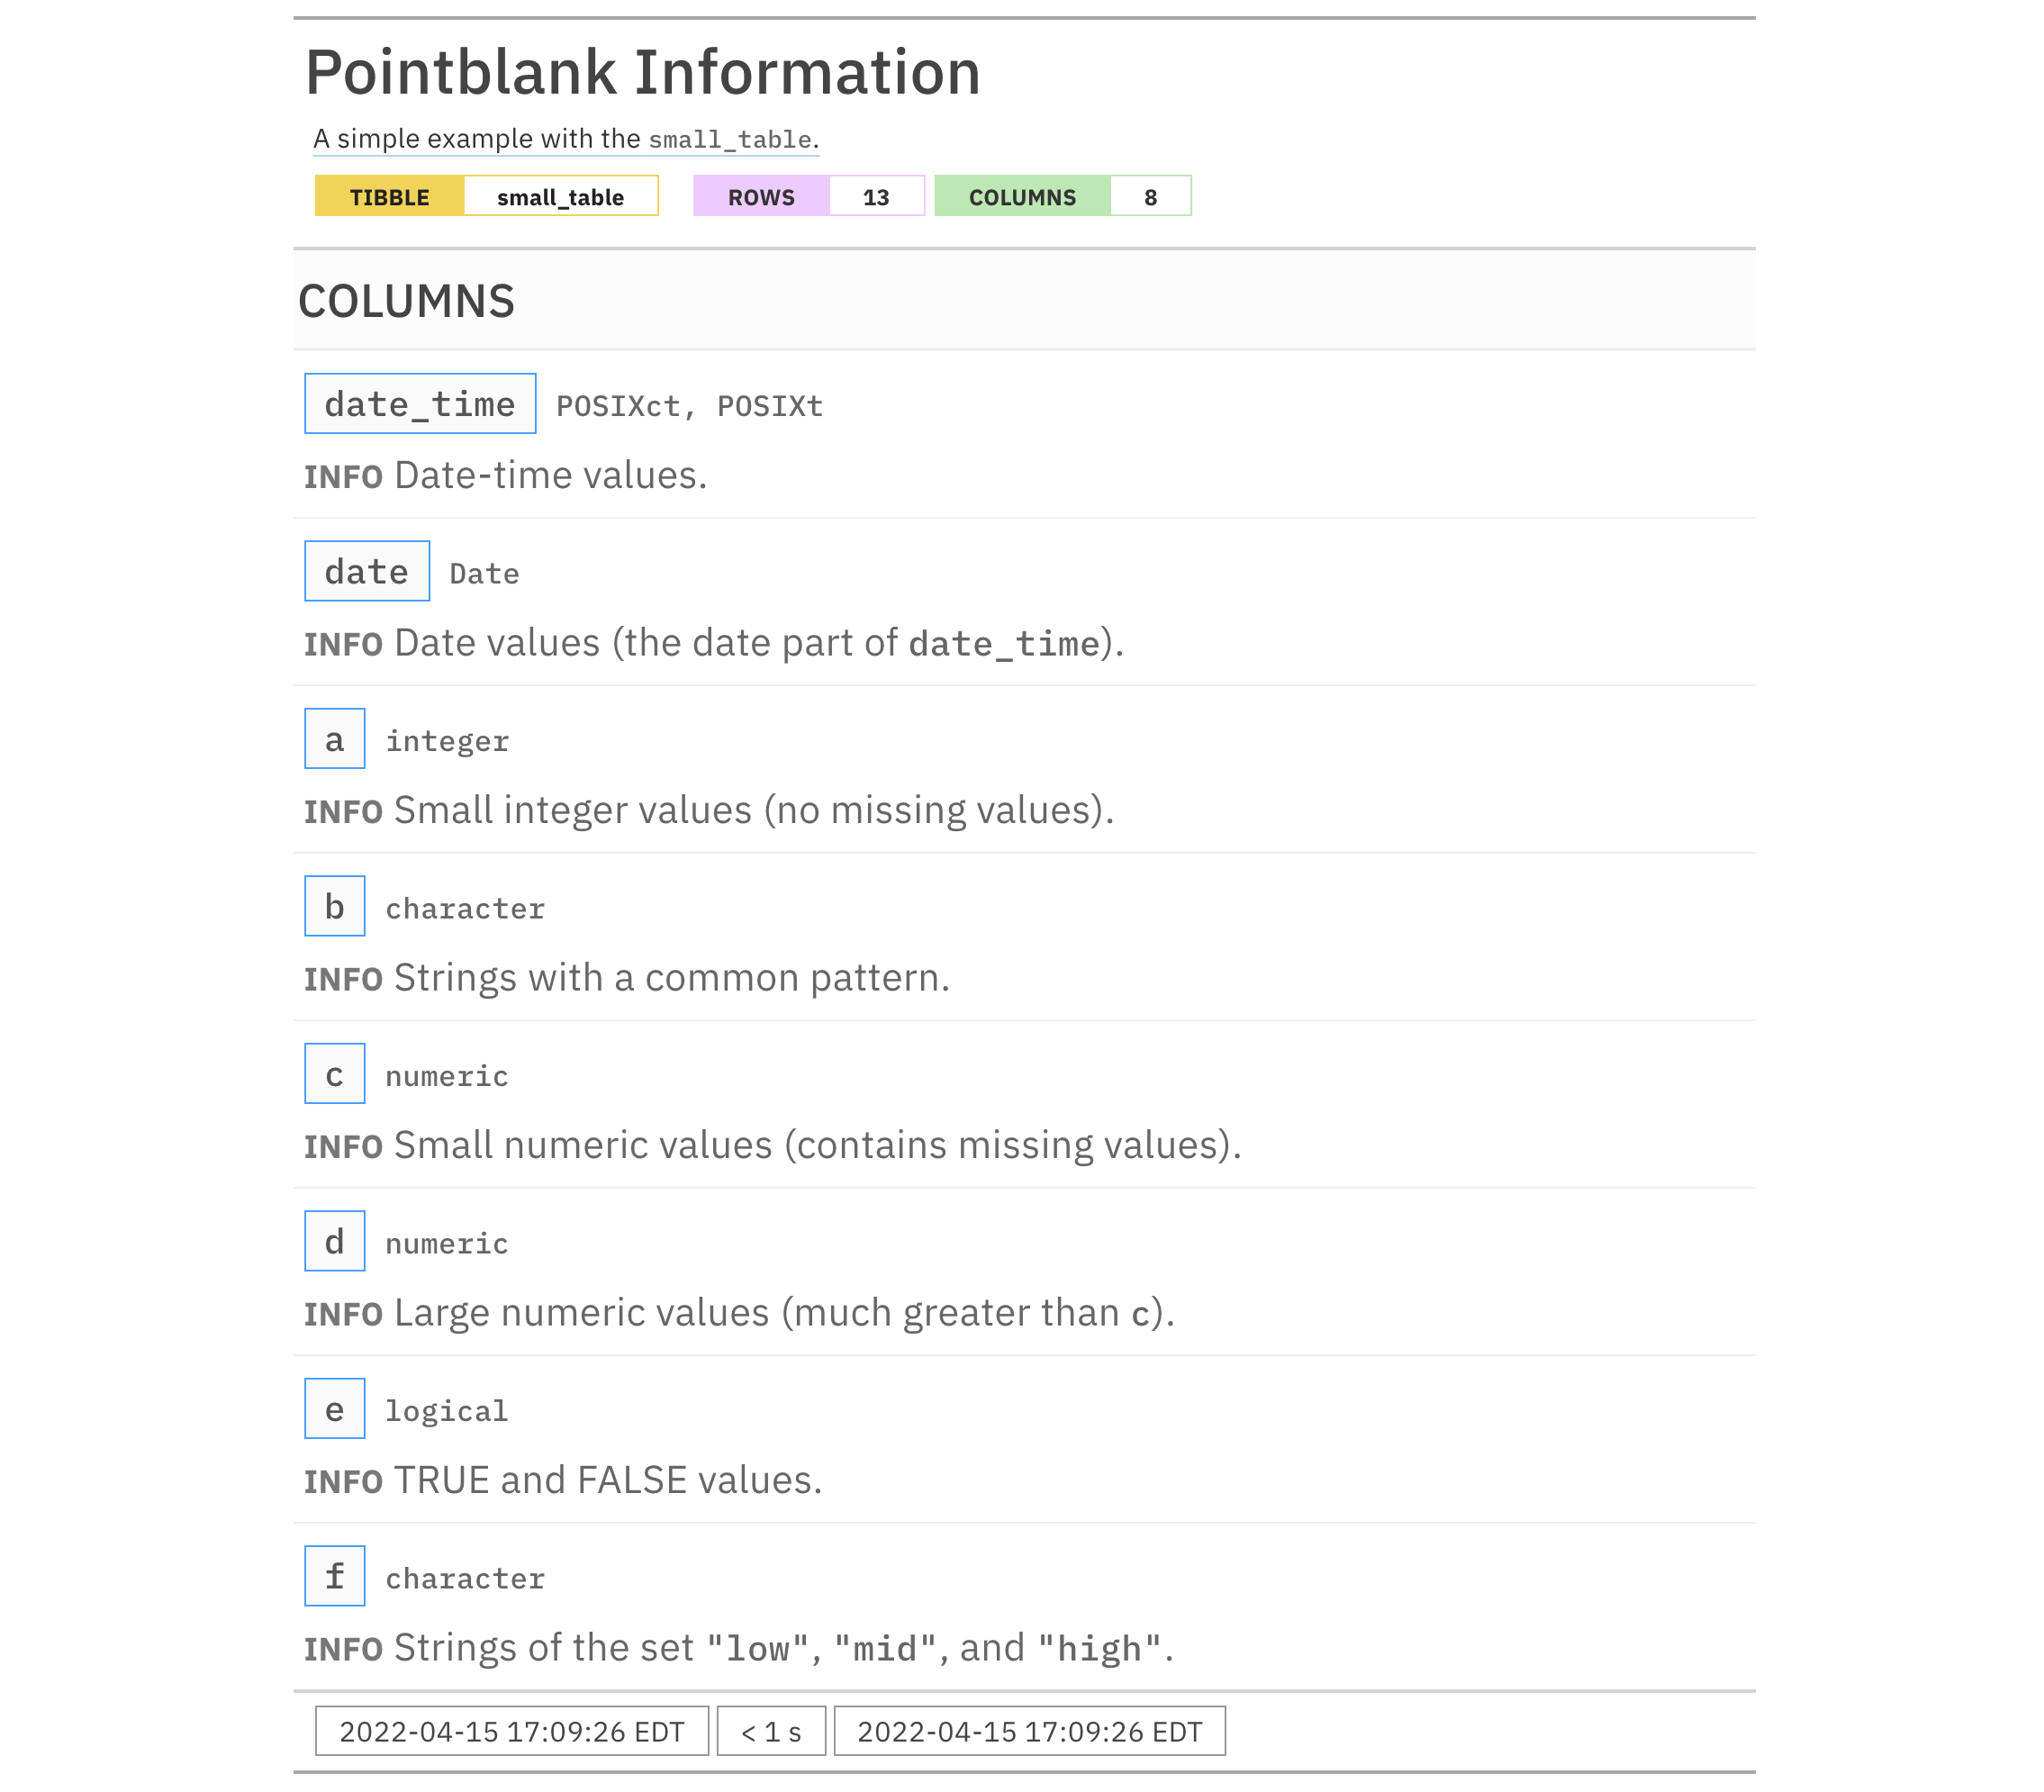 Pointblank Information
A simple example with the small_table.
TIBBLE small_table ROWS 13 COLUMNS 8
COLUMNS
date_time POSIXct, POSIXt
INFO Date-time values.
date Date
INFO Date values (the date part of date_time).
a integer
INFO Small integer values (no missing values).
b character
INFO Strings with a common pattern.
c numeric
INFO Small numeric values (contains missing values).
d numeric
INFO Large numeric values (much greater than c).
e logical
INFO TRUE and FALSE values.
f character
INFO Strings of the set "low", "mid", and "high".
2022-04-15 17:09:26 EDT < 1 s 2022-04-15 17:09:26 EDT